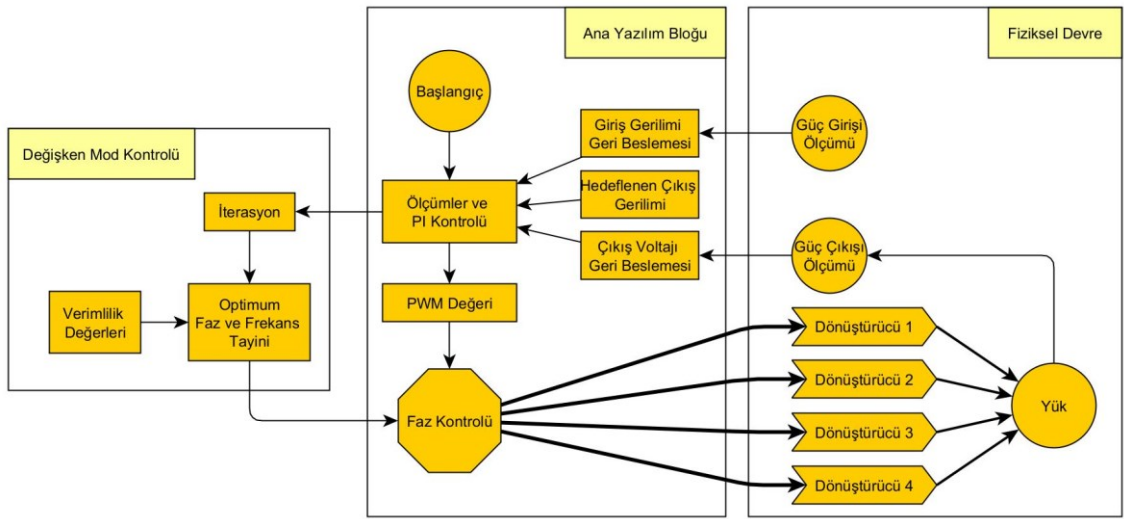 Değişken Mod Kontrolü
İterasyon
Verimlilik
Değerleri
Optimum
Faz ve Frekans
Tayini
Ana Yazılım Bloğu
Başlangıç
Giriş Gerilimi
Geri Beslemesi
Ölçümler ve
PI Kontrolü
Hedeflenen Çıkış
Gerilimi
Çıkış Voltajı
Geri Beslemesi
PWM Değeri
Faz Kontrolü
Fiziksel Devre
Güç Girişi
Ölçümü
Güç Çıkışı
Ölçümü
Dönüştürücü 1
Dönüştürücü 2
Dönüştürücü 3
Dönüştürücü 4
Yük